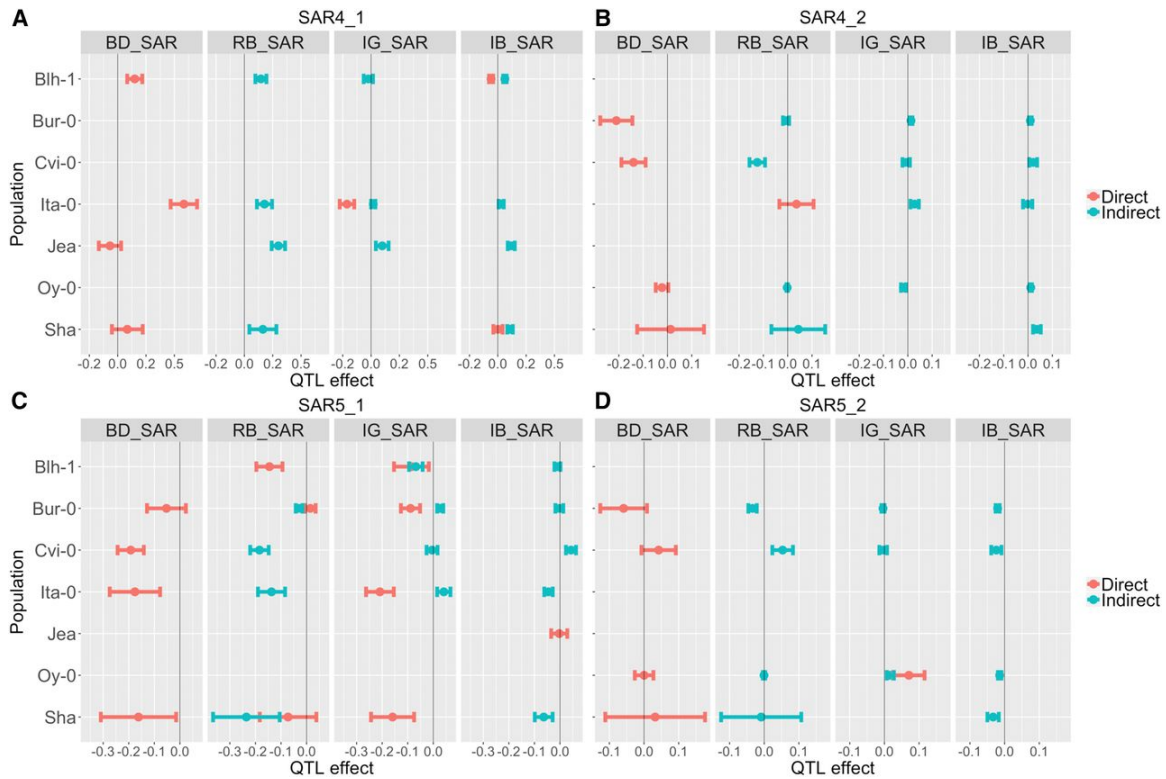 A
SAR4_1
BD_SAR RB_SAR IG_SAR IB_SAR
Population
Blh-1
Bur-0
Cvi-0
Ita-0
Jea
Oy-0
Sha
-0.2 0.0 0.2 0.5 -0.2 0.0 0.2 0.5 -0.2 0.0 0.2 0.5 -0.2 0.0 0.2 0.5
QTL effect
B
SAR4_2
BD_SAR RB_SAR IG_SAR IB_SAR
-0.2-0.1 0.0 0.1 -0.2-0.1 0.0 0.1 -0.2-0.1 0.0 0.1 -0.2-0.1 0.0 0.1
QTL effect
Direct
Indirect
C
SAR5_1
BD_SAR RB_SAR IG_SAR IB_SAR
Population
Blh-1
Bur-0
Cvi-0
Ita-0
Jea
Oy-0
Sha
-0.3-0.2-0.1 0.0 -0.3-0.2-0.1 0.0 -0.3-0.2-0.1 0.0 -0.3-0.2-0.1 0.0
QTL effect
D
SAR5_2
BD_SAR RB_SAR IG_SAR IB_SAR
-0.1 0.0 0.1 -0.1 0.0 0.1 -0.1 0.0 0.1 -0.1 0.0 0.1
QTL effect
Direct
Indirect